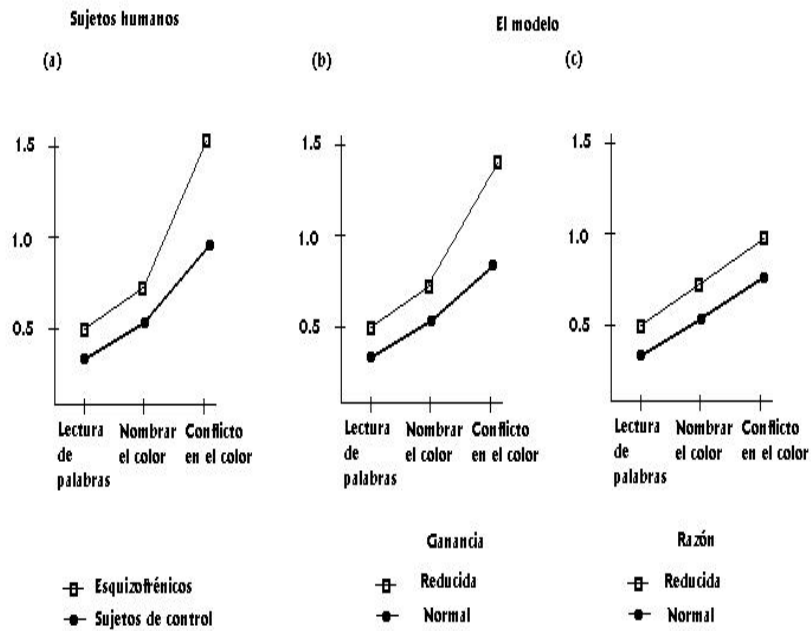 Sujetos humanos
El modelo
(a)
(b)
(c)
1.5
1.0
0.5
Lectura de palabras
Nombrar el color
Conflicto en el color
1.5
1.0
0.5
Lectura de palabras
Nombrar el color
Conflicto en el color
1.5
1.0
0.5
Lectura de palabras
Nombrar el color
Conflicto en el color
Esquizofrénicos
Sujetos de control
Ganancia
Reducida
Normal
Razón
Reducida
Normal